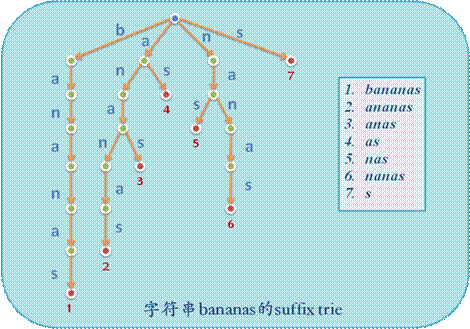 b a n s
a n s a
7
n a 4 s n
a
n s 5 a
3
n a s
6
a s
2
s
1
1. bananas
2. ananas
3. anas
4. as
5. nas
6. nanas
7. s
字符串bananas的suffix trie